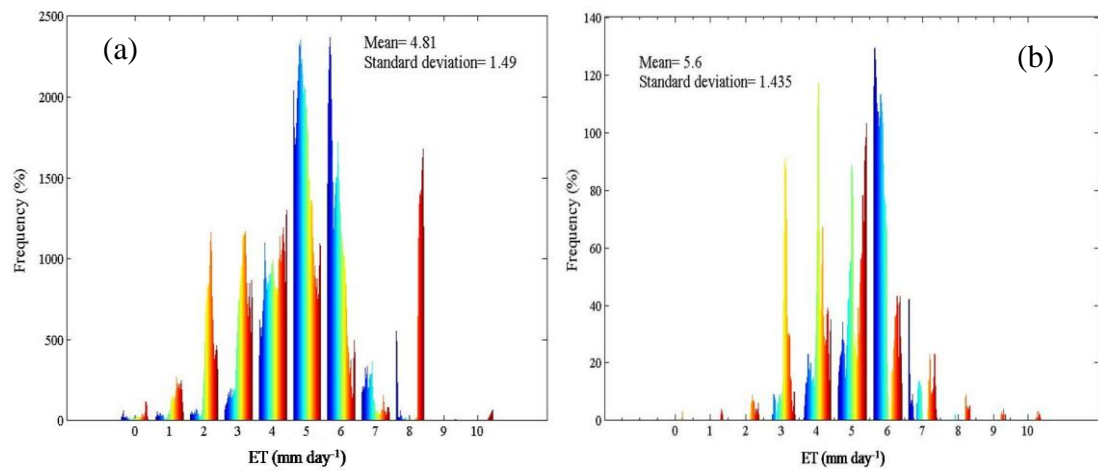 (a)
Mean= 4.81
Standard deviation= 1.49
Frequency (%)
2500
2000
1500
1000
500
0
0 1 2 3 4 5 6 7 8 9 10
ET (mm day-1)
(b)
Mean= 5.6
Standard deviation= 1.435
Frequency (%)
140
120
100
80
60
40
20
0
0 1 2 3 4 5 6 7 8 9 10
ET (mm day-1)